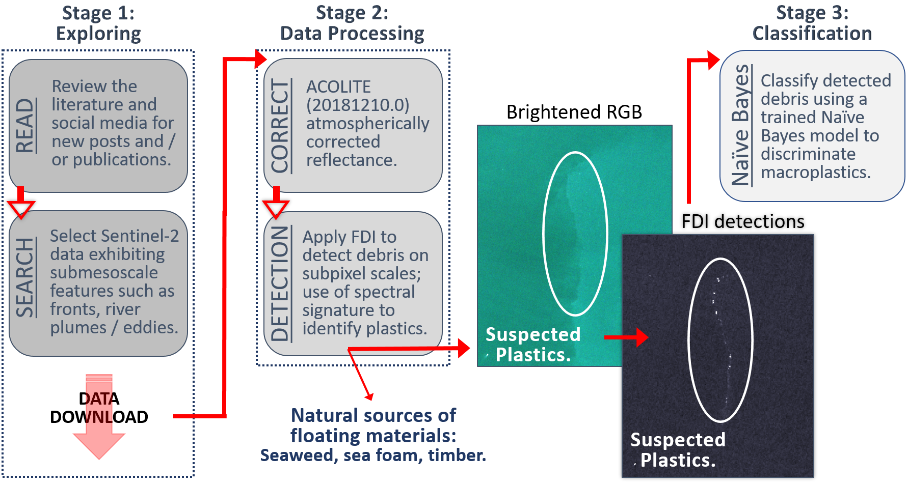 Stage 1:
Exploring
READ
Review the
literature and
social media for
new posts and /
or publications.
SEARCH
Select Sentinel-2
data exhibiting
submesoscale
features such as
fronts, river
plumes / eddies.
DATA
DOWNLOAD
Stage 2:
Data Processing
CORRECT
ACOLITE
(20181210.0)
atmospherically
corrected
reflectance.
DETECTION
Apply FDI to
detect debris on
subpixel scales;
use of spectral
signature to
identify plastics.
Natural sources of
floating materials:
Seaweed, sea foam, timber.
Brightened RGB
Suspected
Plastics.
FDI detections
Suspected
Plastics.
Stage 3:
Classification
Naïve Bayes
Classify detected
debris using a
trained Naïve
Bayes model to
discriminate
macroplastics.